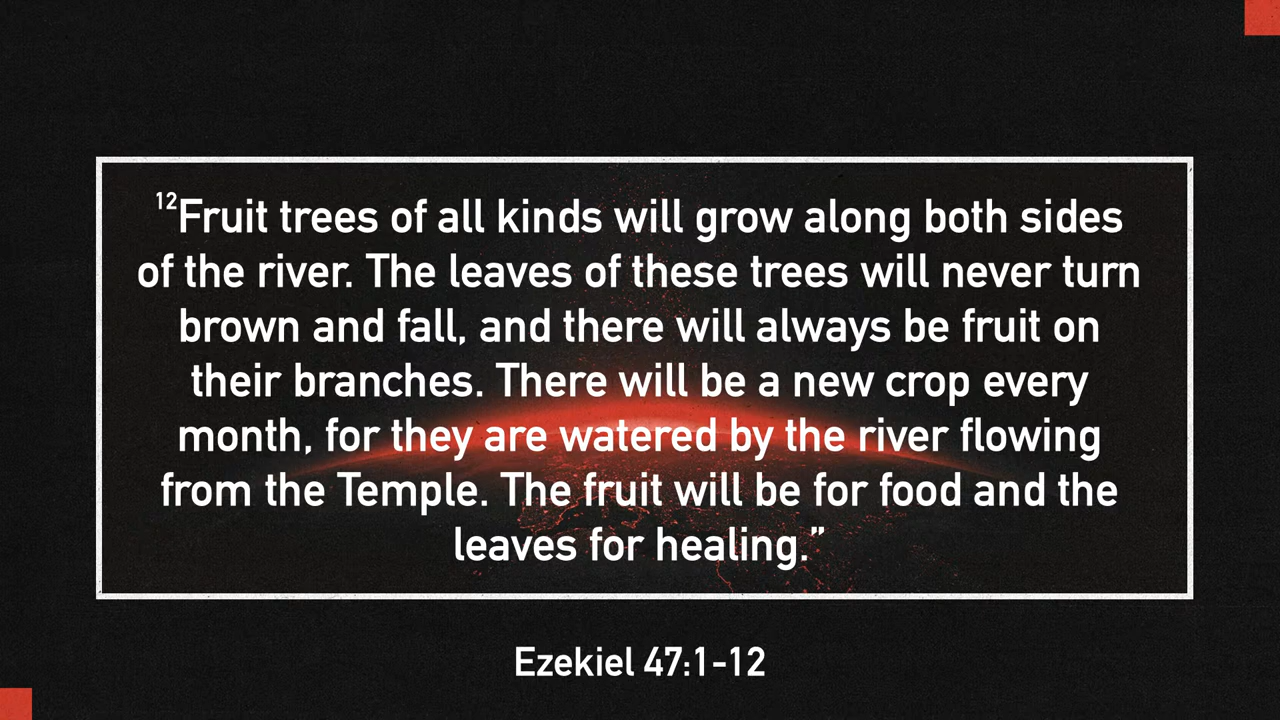 ¹²Fruit trees of all kinds will grow along both sides
of the river. The leaves of these trees will never turn
brown and fall, and there will always be fruit on
their branches. There will be a new crop every
month, for they are watered by the river flowing
from the Temple. The fruit will be for food and the
leaves for healing.”
Ezekiel 47:1-12